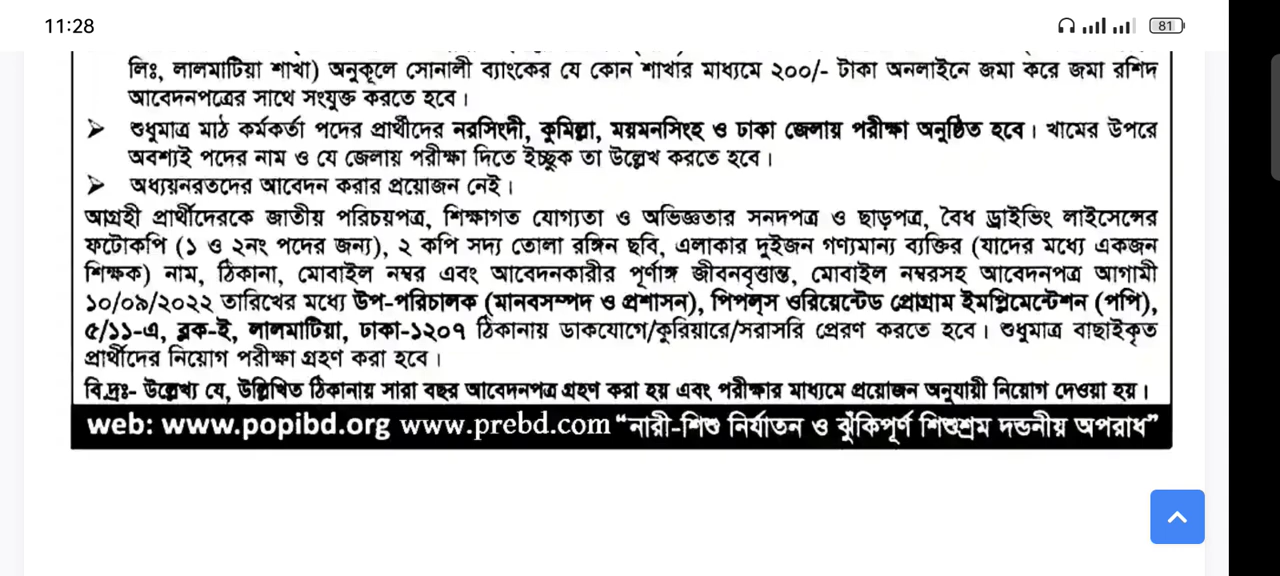 11:28
81
লিঃ, লালমাটিয়া শাখা) অনুকূলে সোনালী ব্যাংকের যে কোন শাখার মাধ্যমে ২০০/- টাকা অনলাইনে জমা করে জমা রশিদ
আবেদনপত্রের সাথে সংযুক্ত করতে হবে।
➢ শুধুমাত্র মাঠ কর্মকর্তা পদের প্রার্থীদের নরসিংদী, কুমিল্লা, ময়মনসিংহ ও ঢাকা জেলায় পরীক্ষা অনুষ্ঠিত হবে। খামের উপরে
অবশ্যই পদের নাম ও যে জেলায় পরীক্ষা দিতে ইচ্ছুক তা উল্লেখ করতে হবে।
➢ অধ্যয়নরতদের আবেদন করার প্রয়োজন নেই।
আগ্রহী প্রার্থীদেরকে জাতীয় পরিচয়পত্র, শিক্ষাগত যোগ্যতা ও অভিজ্ঞতার সনদপত্র ও ছাড়পত্র, বৈধ ড্রাইভিং লাইসেন্সের
ফটোকপি (১ ও ২নং পদের জন্য), ২ কপি সদ্য তোলা রঙ্গিন ছবি, এলাকার দুইজন গণ্যমান্য ব্যক্তির (যাদের মধ্যে একজন
শিক্ষক) নাম, ঠিকানা, মোবাইল নম্বর এবং আবেদনকারীর পূর্ণাঙ্গ জীবনবৃত্তান্ত, মোবাইল নম্বরসহ আবেদনপত্র আগামী
১০/০৯/২০২২ তারিখের মধ্যে উপ-পরিচালক (মানবসম্পদ ও প্রশাসন), পিপল্‌স ওরিয়েন্টেড প্রোগ্রাম ইমপ্লিমেন্টেশন (পপি),
৫/১১-এ, ব্লক-ই, লালমাটিয়া, ঢাকা-১২০৭ ঠিকানায় ডাকযোগে/কুরিয়ারে/সরাসরি প্রেরণ করতে হবে। শুধুমাত্র বাছাইকৃত
প্রার্থীদের নিয়োগ পরীক্ষা গ্রহণ করা হবে।
বি.দ্রঃ- উল্লেখ্য যে, উল্লিখিত ঠিকানায় সারা বছর আবেদনপত্র গ্রহণ করা হয় এবং পরীক্ষার মাধ্যমে প্রয়োজন অনুযায়ী নিয়োগ দেওয়া হয়।
web: www.popibd.org www.prebd.com “নারী-শিশু নির্যাতন ও ঝুঁকিপূর্ণ শিশুশ্রম দন্ডনীয় অপরাধ”